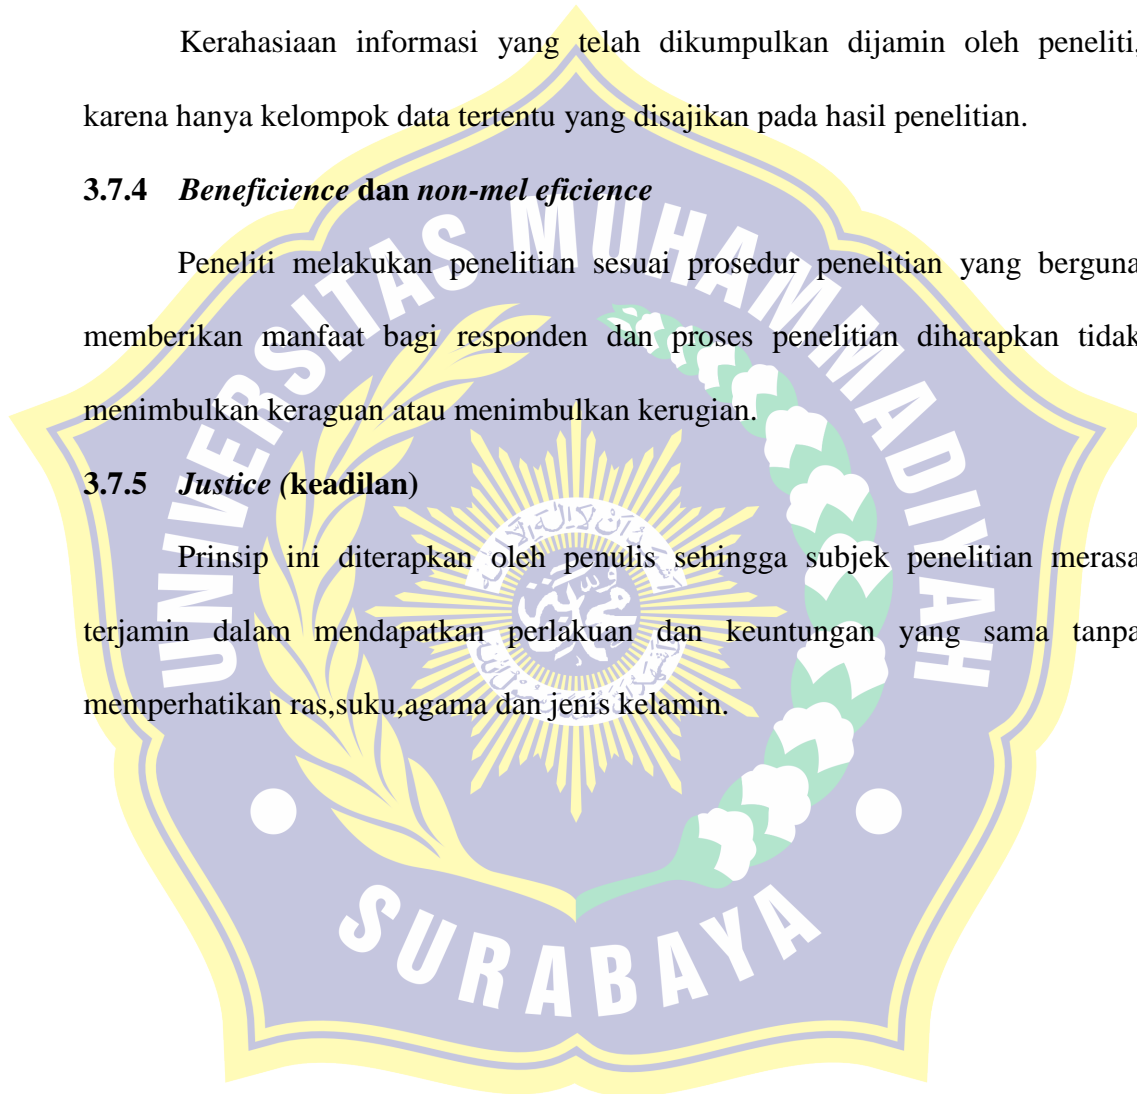 Kerahasiaan informasi yang telah dikumpulkan dijamin oleh peneliti,
karena hanya kelompok data tertentu yang disajikan pada hasil penelitian.
3.7.4 Beneficience dan non-mel eficience
Peneliti melakukan penelitian sesuai prosedur penelitian yang berguna
memberikan manfaat bagi responden dan proses penelitian diharapkan tidak
menimbulkan keraguan atau menimbulkan kerugian.
3.7.5 Justice (keadilan)
Prinsip ini diterapkan oleh penulis sehingga subjek penelitian merasa
terjamin dalam mendapatkan perlakuan dan keuntungan yang sama tanpa
memperhatikan ras,suku,agama dan jenis kelamin.
UNIVERSITAS MUHAMMADIYAH
SURABAYA